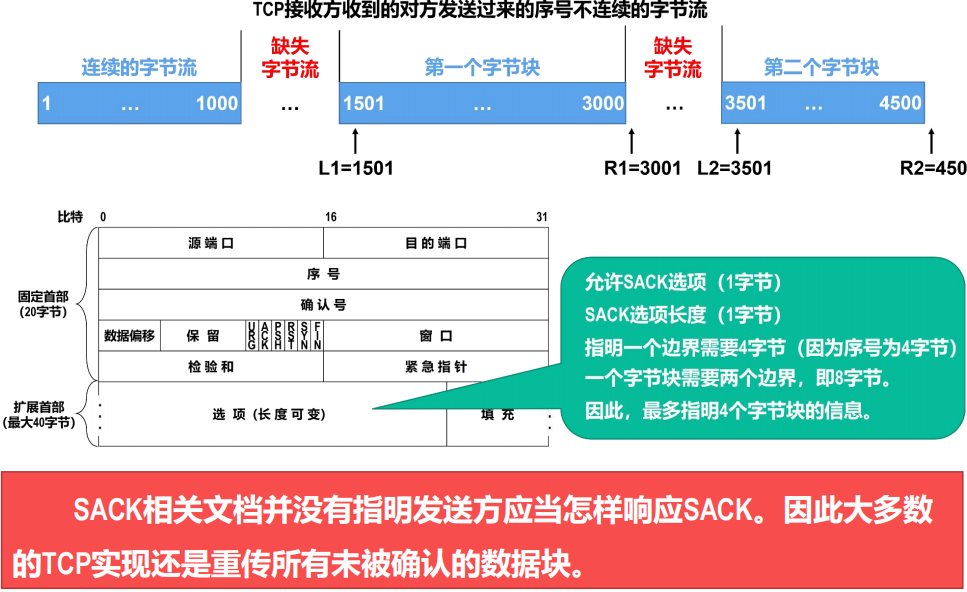 TCP接收方收到的对方发送过来的序号不连续的字节流
连续的字节流
缺失
字节流
第一个字节块
缺失
字节流
第二个字节块
1 … 1000 … 1501 … 3000 … 3501 … 4500
L1=1501 R1=3001 L2=3501 R2=450
比特 0 16 31
源端口 目的端口
序号
确认号
固定首部
(20字节)
数据偏移 保留 URG ACK PSH RST SYN FIN 窗口
检验和 紧急指针
扩展首部
(最大40字节)
选项 (长度可变) 填充
允许SACK选项（1字节）
SACK选项长度（1字节）
指明一个边界需要4字节（因为序号为4字节）
一个字节块需要两个边界，即8字节。
因此，最多指明4个字节块的信息。
SACK相关文档并没有指明发送方应当怎样响应SACK。因此大多数
的TCP实现还是重传所有未被确认的数据块。